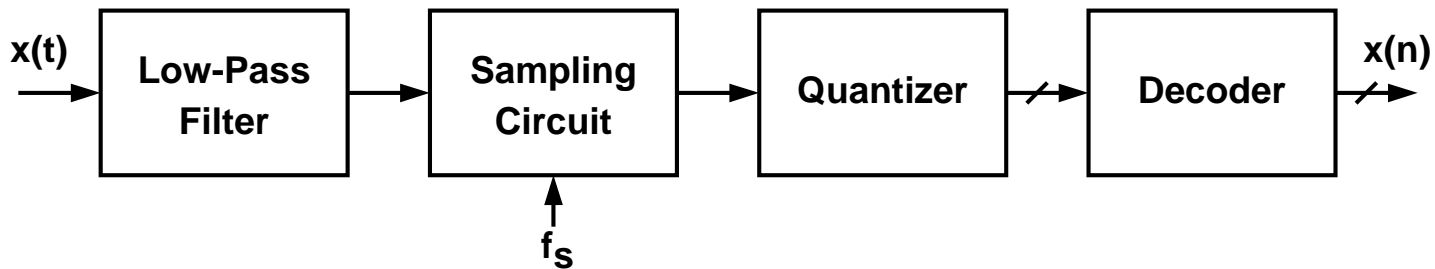 x(t)
Low-Pass
Filter
Sampling
Circuit
Quantizer
Decoder
x(n)
fs